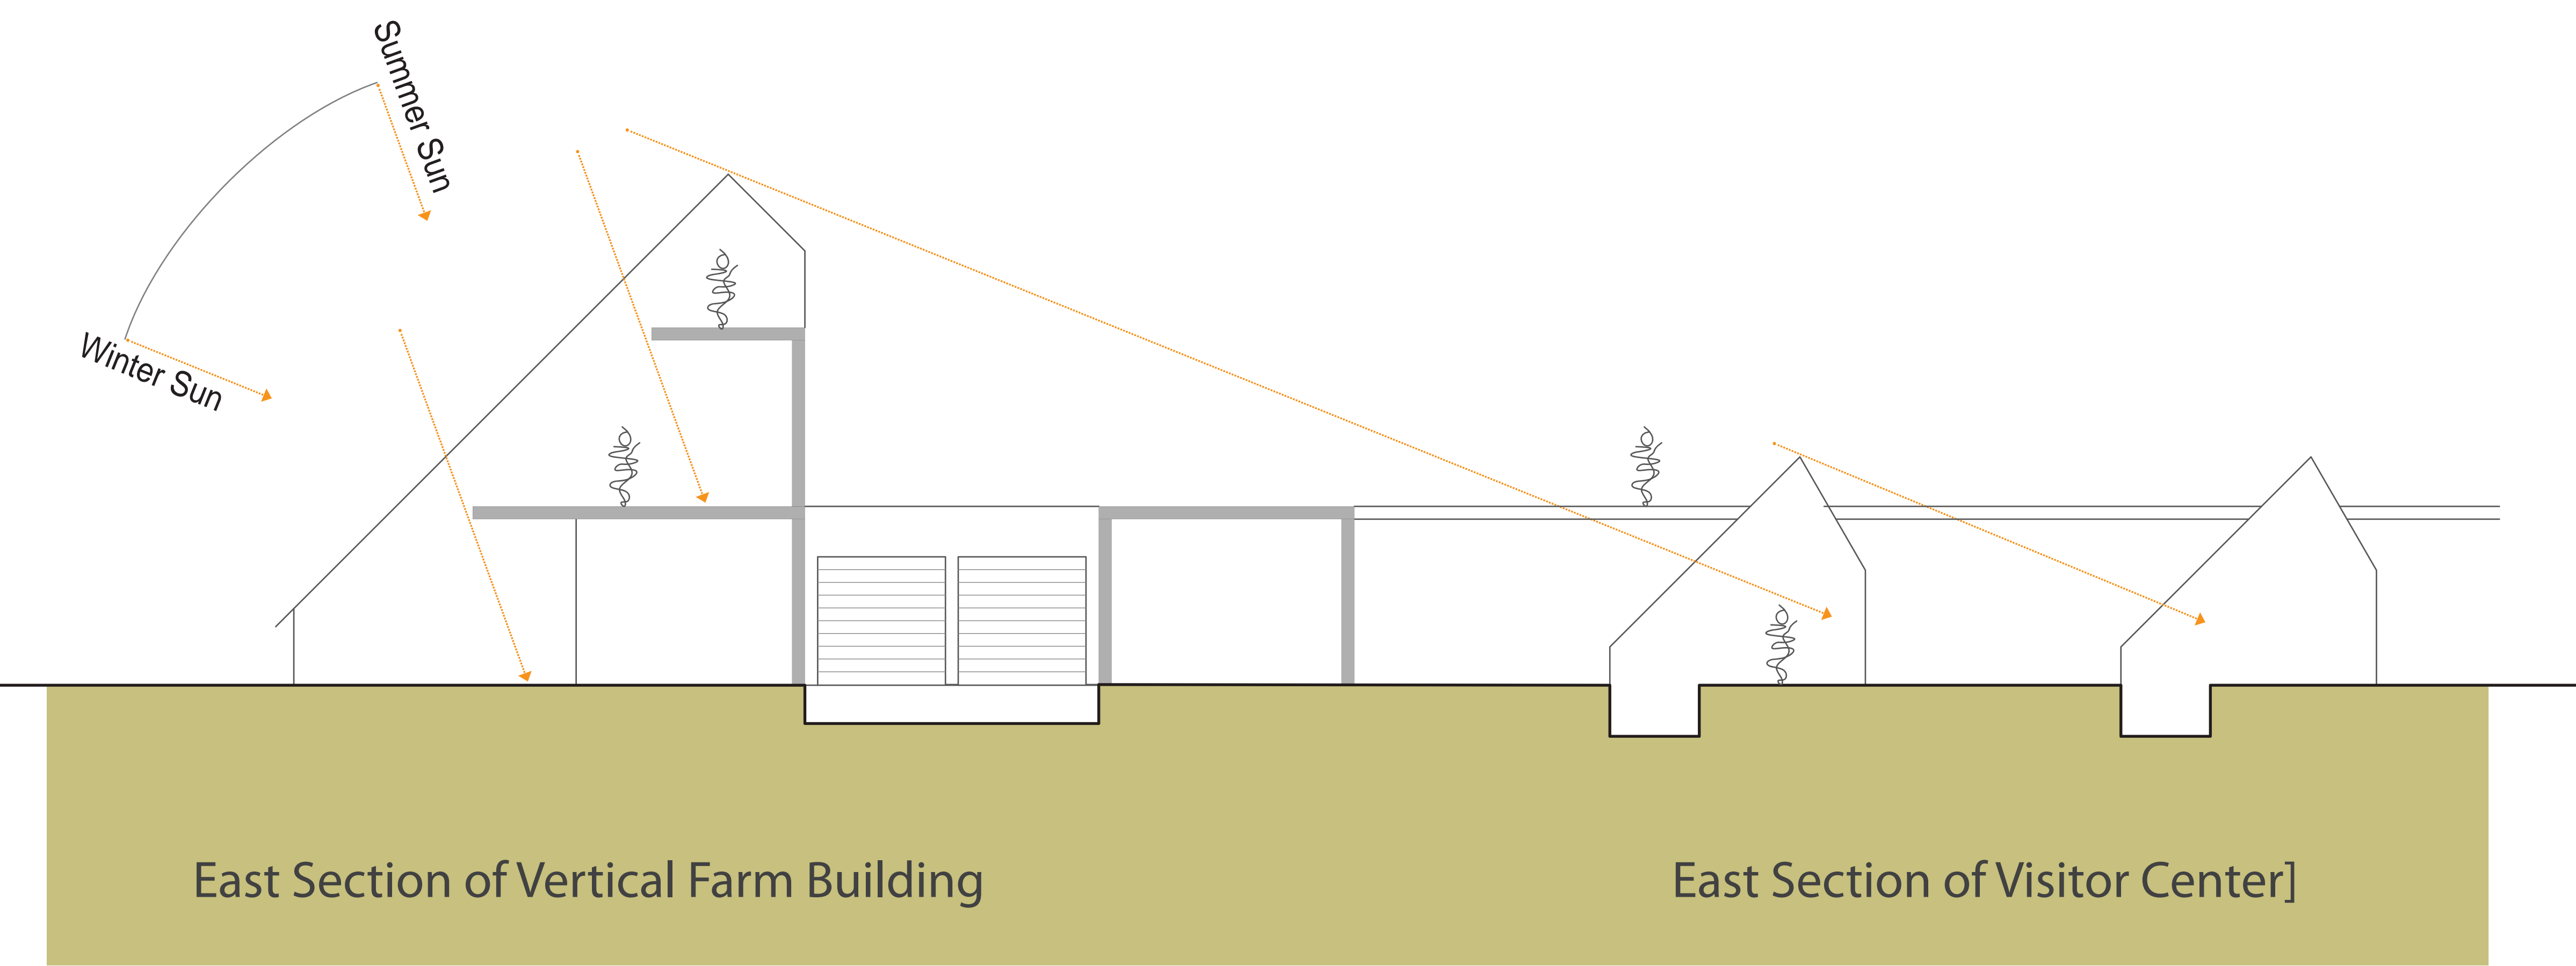 Summer Sun
Winter Sun
East Section of Vertical Farm Building
East Section of Visitor Center]